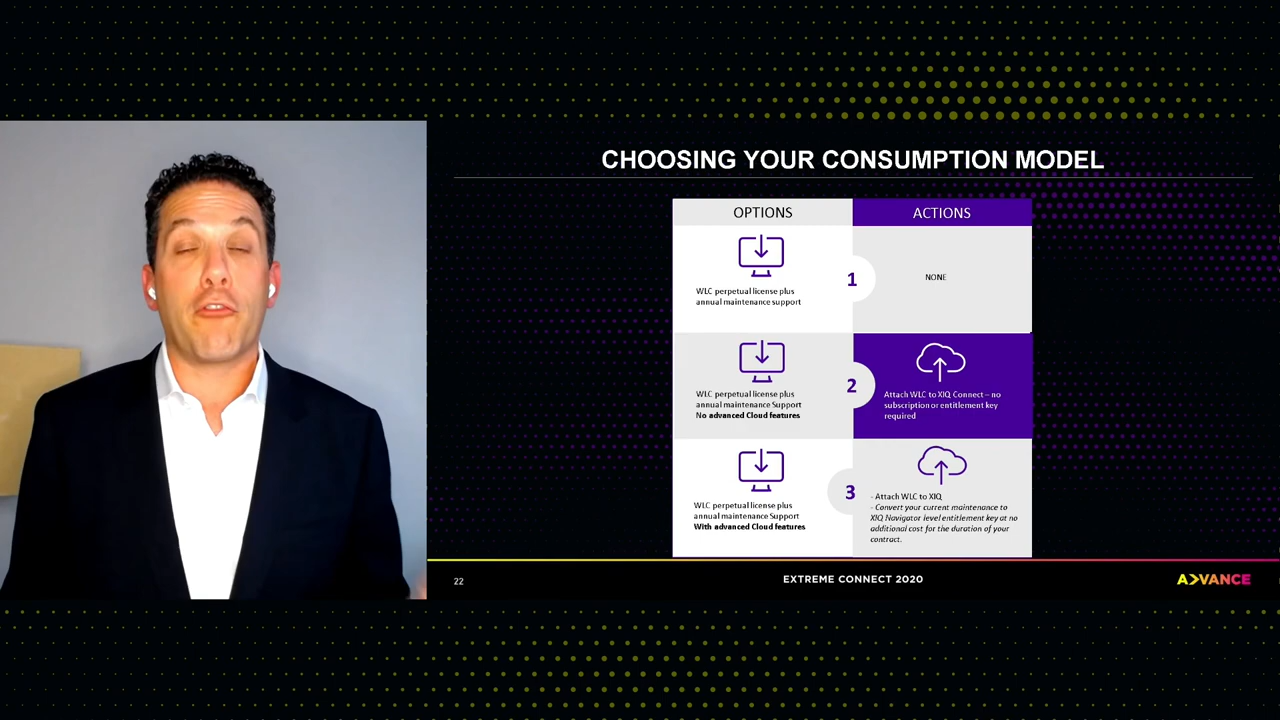 CHOOSING YOUR CONSUMPTION MODEL
OPTIONS
ACTIONS
WLC perpetual license plus
annual maintenance support
1
NONE
WLC perpetual license plus
annual maintenance Support
No advanced Cloud features
2
Attach WLC to XIQ Connect – no
subscription or entitlement key
required
WLC perpetual license plus
annual maintenance Support
With advanced Cloud features
3
- Attach WLC to XIQ
- Convert your current maintenance to
XIQ Navigator level entitlement key at no
additional cost for the duration of your
contract.
22
EXTREME CONNECT 2020
ADVANCE